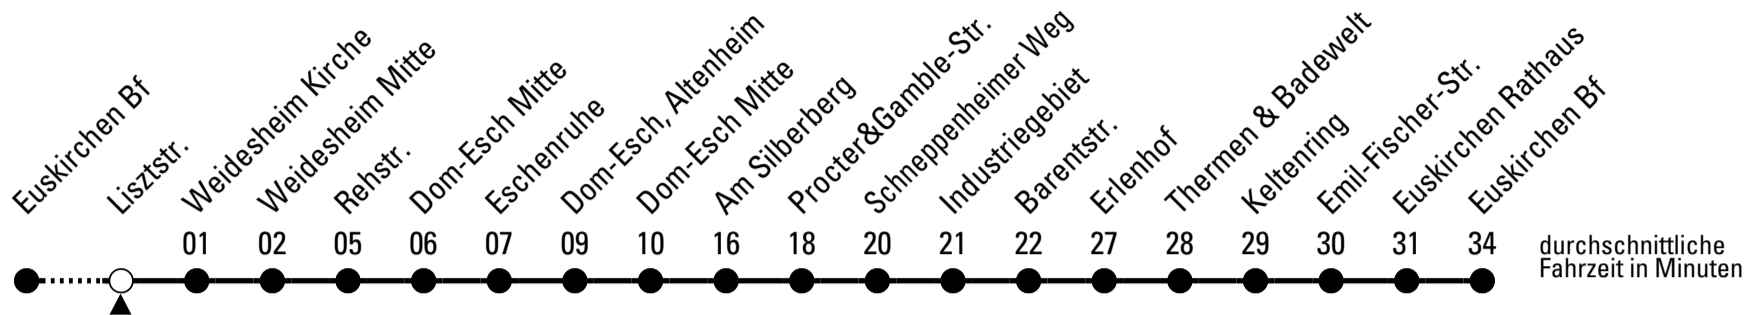 Euskirchen Bf
Lisztstr.
Weidesheim Kirche
Weidesheim Mitte
Rehstr.
Dom-Esch Mitte
Eschenruhe
Dom-Esch, Altenheim
Dom-Esch Mitte
Am Silberberg
Procter&Gamble-Str.
Schneppenheimer Weg
Industriegebiet
Barentstr.
Erlenhof
Thermen & Badewelt
Keltenring
Emil-Fischer-Str.
Euskirchen Rathaus
Euskirchen Bf
01 02 05 06 07 09 10 16 18 20 21 22 27 28 29 30 31 34
durchschnittliche
Fahrzeit in Minuten